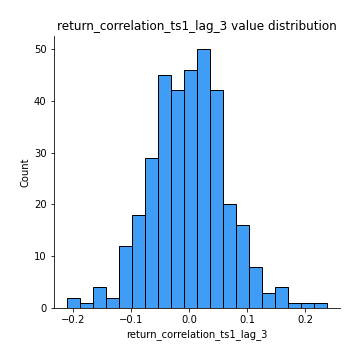 return_correlation_ts1_lag_3 value distribution
50
40
30
20
10
0
Count
−0.2 −0.1 0.0 0.1 0.2
return_correlation_ts1_lag_3